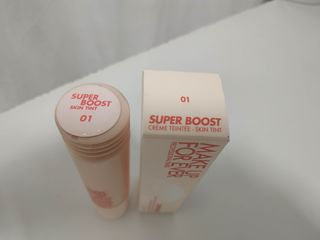 SUPER
BOOST
SKIN TINT
01
01
SUPER BOOST
CRÈME TEINTÉE - SKIN TINT
MAKE UP
FOR EVER